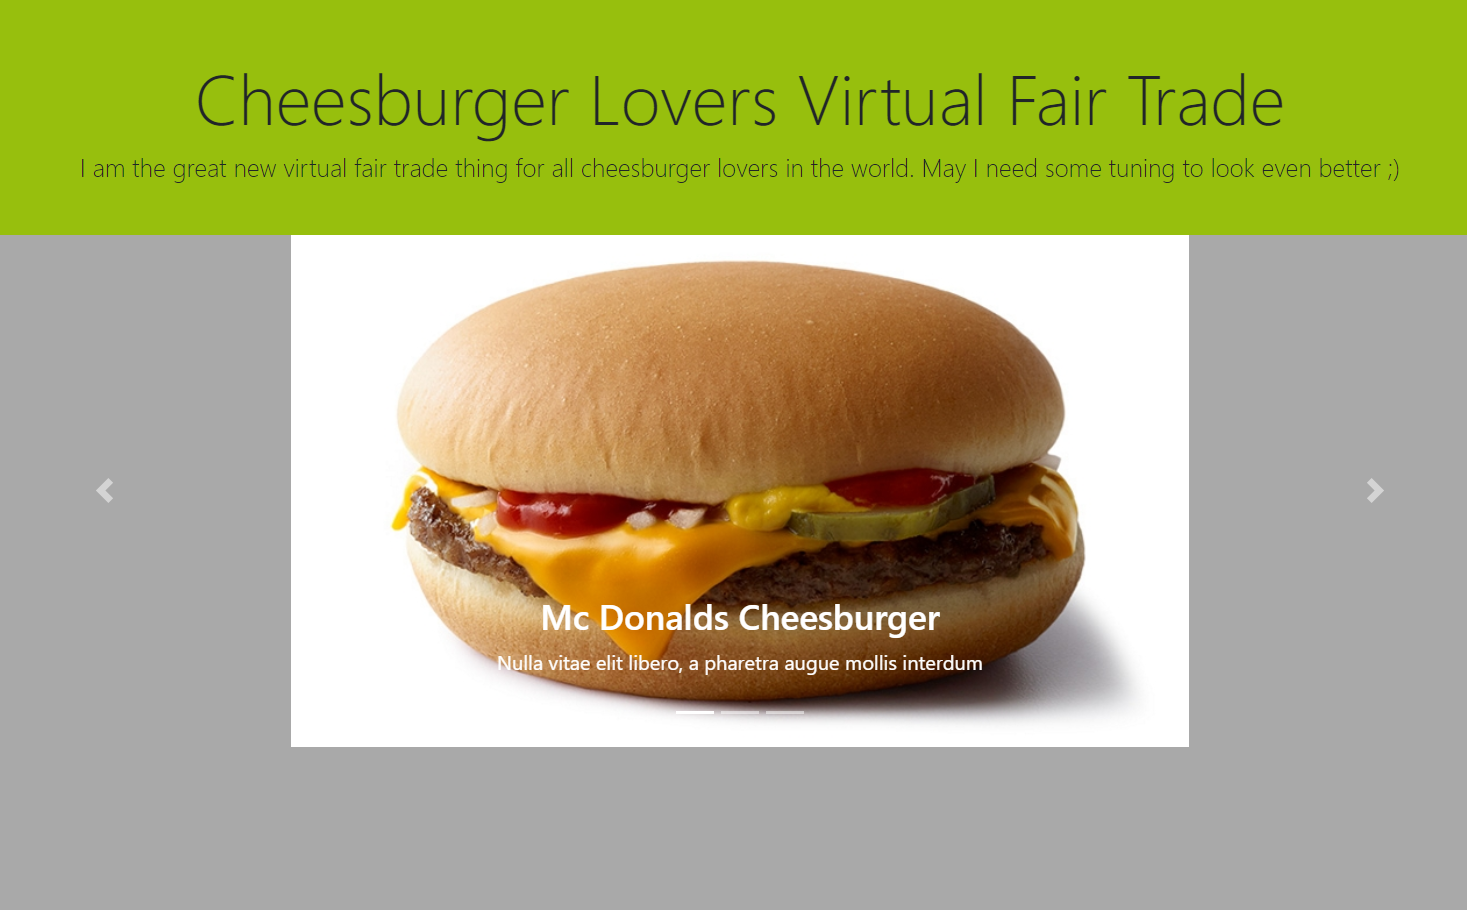 Cheesburger Lovers Virtual Fair Trade
I am the great new virtual fair trade thing for all cheesburger lovers in the world. May I need some tuning to look even better ;)
Mc Donalds Cheesburger
Nulla vitae elit libero, a pharetra augue mollis interdum